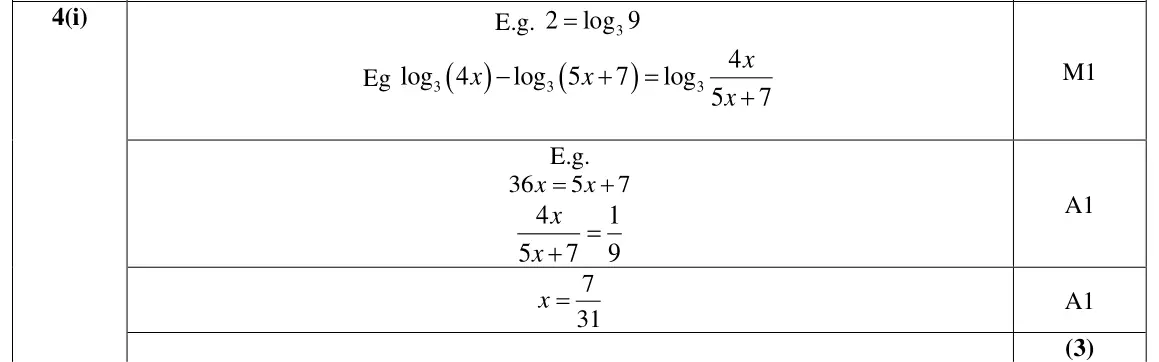 4(i)
E.g. 2 = log₃ 9
Eg log₃ (4x) − log₃ (5x + 7) = log₃ 4x/(5x + 7)
M1
E.g.
36x = 5x + 7
4x/(5x + 7) = 1/9
A1
x = 7/31
A1
(3)